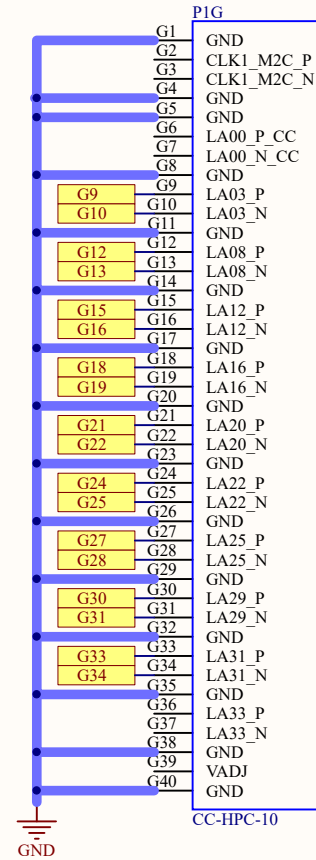 P1G
G1 GND
G2 CLK1_M2C_P
G3 CLK1_M2C_N
G4 GND
G5 GND
G6 LA00_P_CC
G7 LA00_N_CC
G8 GND
G9 G9 LA03_P
G10 G10 LA03_N
G11 GND
G12 G12 LA08_P
G13 G13 LA08_N
G14 GND
G15 G15 LA12_P
G16 G16 LA12_N
G17 GND
G18 G18 LA16_P
G19 G19 LA16_N
G20 GND
G21 G21 LA20_P
G22 G22 LA20_N
G23 GND
G24 G24 LA22_P
G25 G25 LA22_N
G26 GND
G27 G27 LA25_P
G28 G28 LA25_N
G29 GND
G30 G30 LA29_P
G31 G31 LA29_N
G32 GND
G33 G33 LA31_P
G34 G34 LA31_N
G35 GND
G36 LA33_P
G37 LA33_N
G38 GND
G39 VADJ
G40 GND
CC-HPC-10
GND